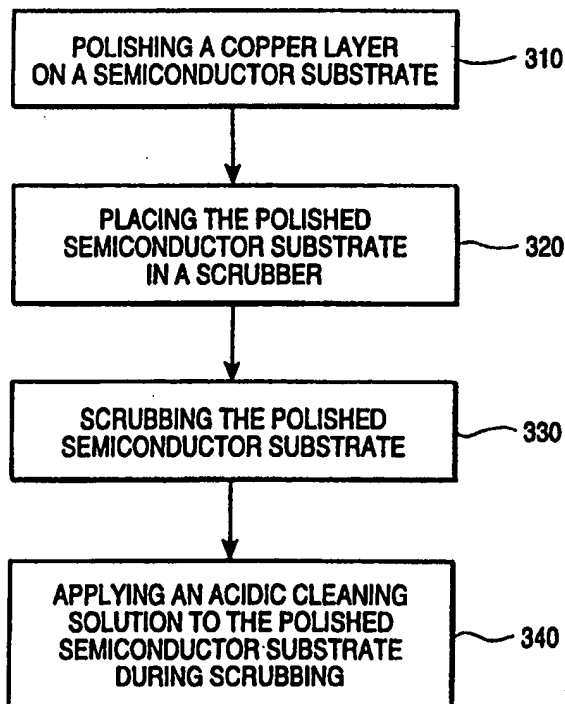 POLISHING A COPPER LAYER
ON A SEMICONDUCTOR SUBSTRATE
310
PLACING THE POLISHED
SEMICONDUCTOR SUBSTRATE
IN A SCRUBBER
320
SCRUBBING THE POLISHED
SEMICONDUCTOR SUBSTRATE
330
APPLYING AN ACIDIC CLEANING
SOLUTION TO THE POLISHED
SEMICONDUCTOR SUBSTRATE
DURING SCRUBBING
340